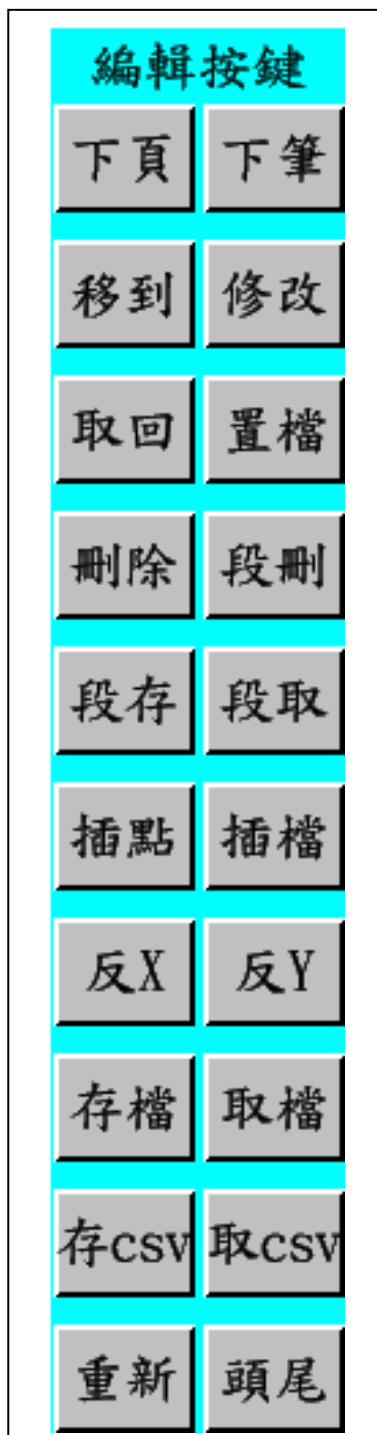 編輯按鍵
下頁 下筆
移到 修改
取回 置檔
刪除 段刪
段存 段取
插點 插檔
反X 反Y
存檔 取檔
存csv 取csv
重新 頭尾